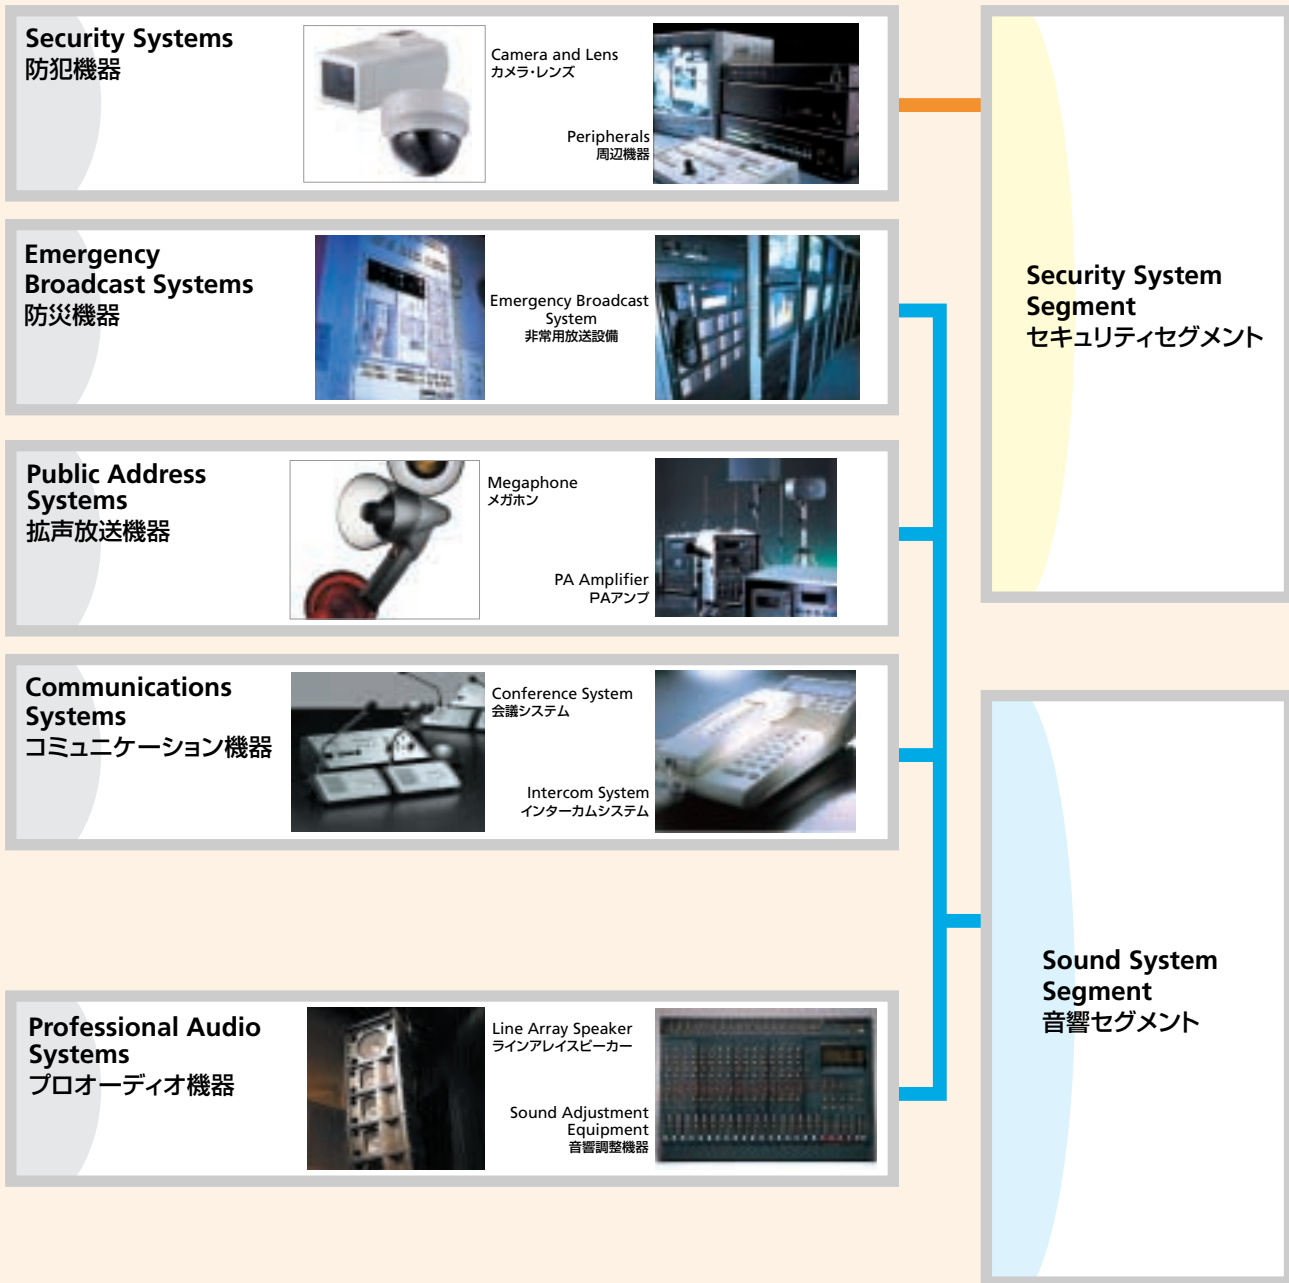 Security Systems
防犯機器
Camera and Lens
カメラ・レンズ
Peripherals
周辺機器
Emergency
Broadcast Systems
防災機器
Emergency Broadcast
System
非常用放送設備
Public Address
Systems
拡声放送機器
Megaphone
メガホン
PA Amplifier
PAアンプ
Communications
Systems
コミュニケーション機器
Conference System
会議システム
Intercom System
インターカムシステム
Professional Audio
Systems
プロオーディオ機器
Line Array Speaker
ラインアレイスピーカー
Sound Adjustment
Equipment
音響調整機器
Security System
Segment
セキュリティセグメント
Sound System
Segment
音響セグメント